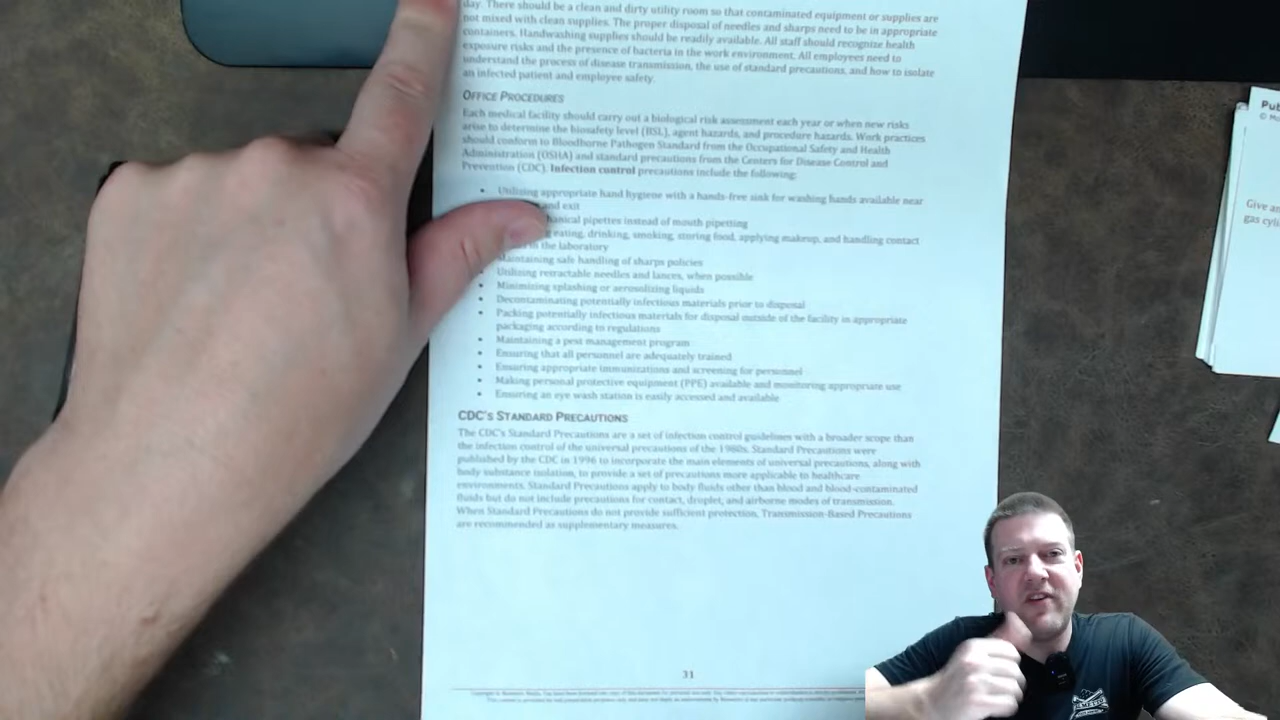 day. There should be a clean and dirty utility room so that contaminated equipment or supplies are
not mixed with clean supplies. The proper disposal of needles and sharps need to be in appropriate
containers. Handwashing supplies should be readily available. All staff should recognize health
exposure risks and the presence of bacteria in the work environment. All employees need to
understand the process of disease transmission, the use of standard precautions, and how to isolate
an infected patient and employee safety.
OFFICE PROCEDURES
Each medical facility should carry out a biological risk assessment each year or when new risks
arise to determine the biosafety level (BSL), agent hazards, and procedure hazards. Work practices
should conform to Bloodborne Pathogen Standard from the Occupational Safety and Health
Administration (OSHA) and standard precautions from the Centers for Disease Control and
Prevention (CDC). Infection control precautions include the following:
• Utilizing appropriate hand hygiene with a hands-free sink for washing hands available near
and exit
pipettes instead of mouth pipetting
eating, drinking, smoking, storing food, applying makeup, and handling contact
in the laboratory
Maintaining safe handling of sharps policies
• Utilizing retractable needles and lances, when possible
• Minimizing splashing or aerosolizing liquids
• Decontaminating potentially infectious materials prior to disposal
• Packing potentially infectious materials for disposal outside of the facility in appropriate
packaging according to regulations
• Maintaining a pest management program
• Ensuring that all personnel are adequately trained
• Ensuring appropriate immunizations and screening for personnel
• Making personal protective equipment (PPE) available and monitoring appropriate use
• Ensuring an eye wash station is easily accessed and available
CDC'S STANDARD PRECAUTIONS
The CDC's Standard Precautions are a set of infection control guidelines with a broader scope than
the infection control of the universal precautions of the 1980s. Standard Precautions were
published by the CDC in 1996 to incorporate the main elements of universal precautions, along with
body substance isolation, to provide a set of precautions more applicable to healthcare
environments. Standard Precautions apply to body fluids other than blood and blood-contaminated
fluids but do not include precautions for contact, droplet, and airborne modes of transmission.
When Standard Precautions do not provide sufficient protection, Transmission-Based Precautions
are recommended as supplementary measures.
31
Give an